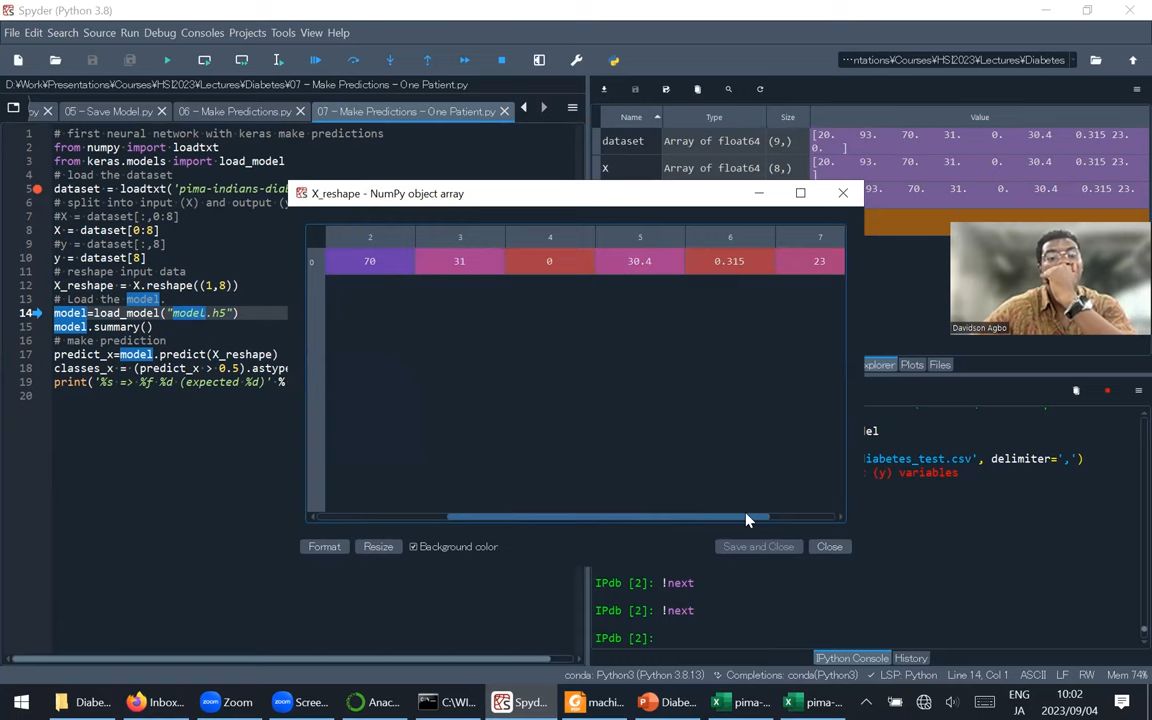 Spyder (Python 3.8)
File Edit Search Source Run Debug Consoles Projects Tools View Help
···ntations¥Courses¥HSI2023¥Lectures¥Diabetes
D:¥Work¥Presentations¥Courses¥HSI2023¥Lectures¥Diabetes¥07 – Make Predictions – One Patient.py
py 05 – Save Model.py 06 – Make Predictions.py 07 – Make Predictions – One Patient.py
1 # first neural network with keras make predictions
2 from numpy import loadtxt
3 from keras.models import load_model
4 # load the dataset
5 dataset = loadtxt('pima-indians-dia
6 # split into input (X) and output (y
7 #X = dataset[:,0:8]
8 X = dataset[0:8]
9 #y = dataset[:,8]
10 y = dataset[8]
11 # reshape input data
12 X_reshape = X.reshape((1,8))
13 # Load the model.
14 model=load_model("model.h5")
15 model.summary()
16 # make prediction
17 predict_x=model.predict(X_reshape)
18 classes_x = (predict_x > 0.5).astype
19 print('%s => %f %d (expected %d)' %
20
Name Type Size Value
dataset Array of float64 (9,) [20. 93. 70. 31. 0. 30.4 0.315 23.
0. ]
X Array of float64 (8,) [20. 93. 70. 31. 0. 30.4 0.315 23.
]
93. 70. 31. 0. 30.4 0.315 23.
X_reshape - NumPy object array
2 3 4 5 6 7
0 70 31 0 30.4 0.315 23
Format Resize Background color Save and Close Close
Davidson Agbo
xplorer Plots Files
del
iabetes_test.csv', delimiter=',')
(y) variables
IPdb [2]: !next
IPdb [2]: !next
IPdb [2]:
IPython Console History
conda: Python3 (Python 3.8.13) Completions: conda(Python3) LSP: Python Line 14, Col 1 ASCII LF RW Mem 74%
Diabe... Inbox... Zoom Scree... Anac... C:¥WI... Spyd... machi... Diabe... pima-... pima-...
ENG
JA
10:02
2023/09/04